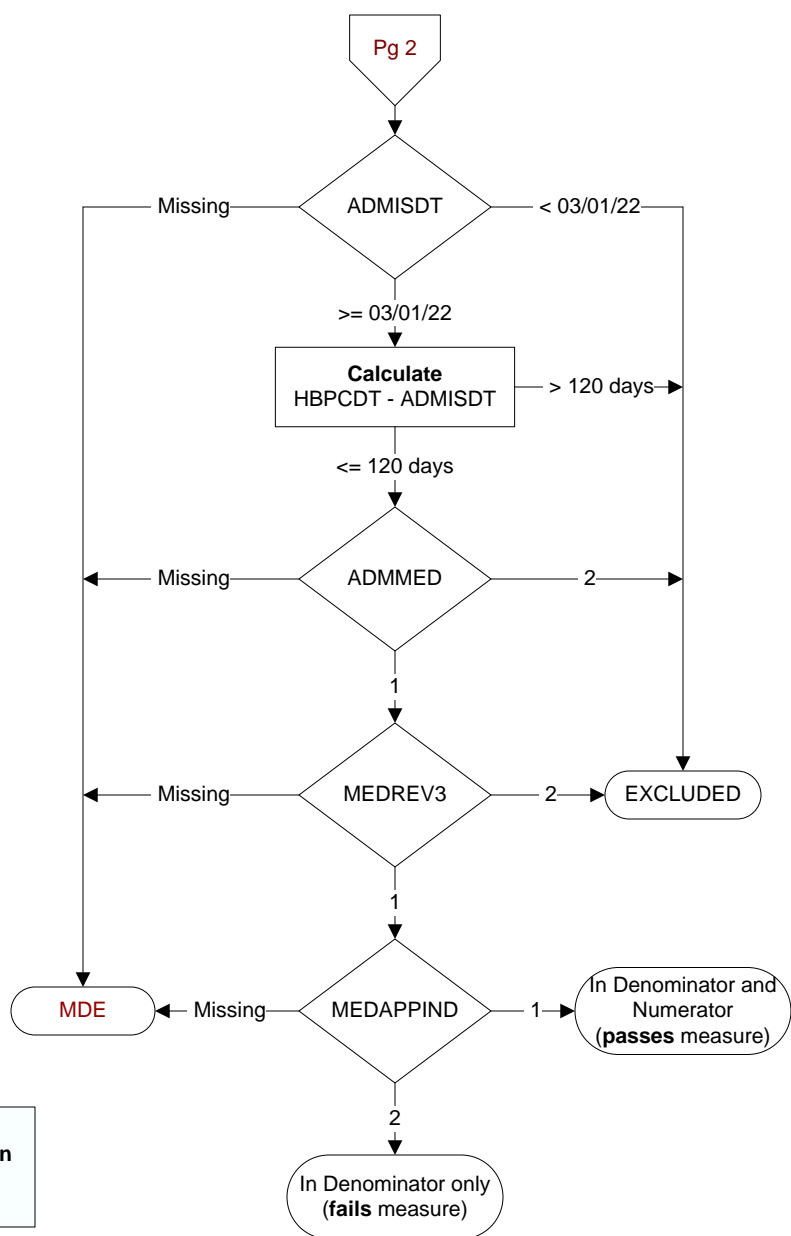 Pg 2
Missing
ADMISDT
< 03/01/22
>= 03/01/22
Calculate
HBPCDT - ADMISDT
> 120 days
<= 120 days
Missing
ADMMED
2
1
Missing
MEDREV3
2
EXCLUDED
1
MDE
Missing
MEDAPPIND
1
In Denominator and
Numerator
(passes measure)
2
In Denominator only
(fails measure)